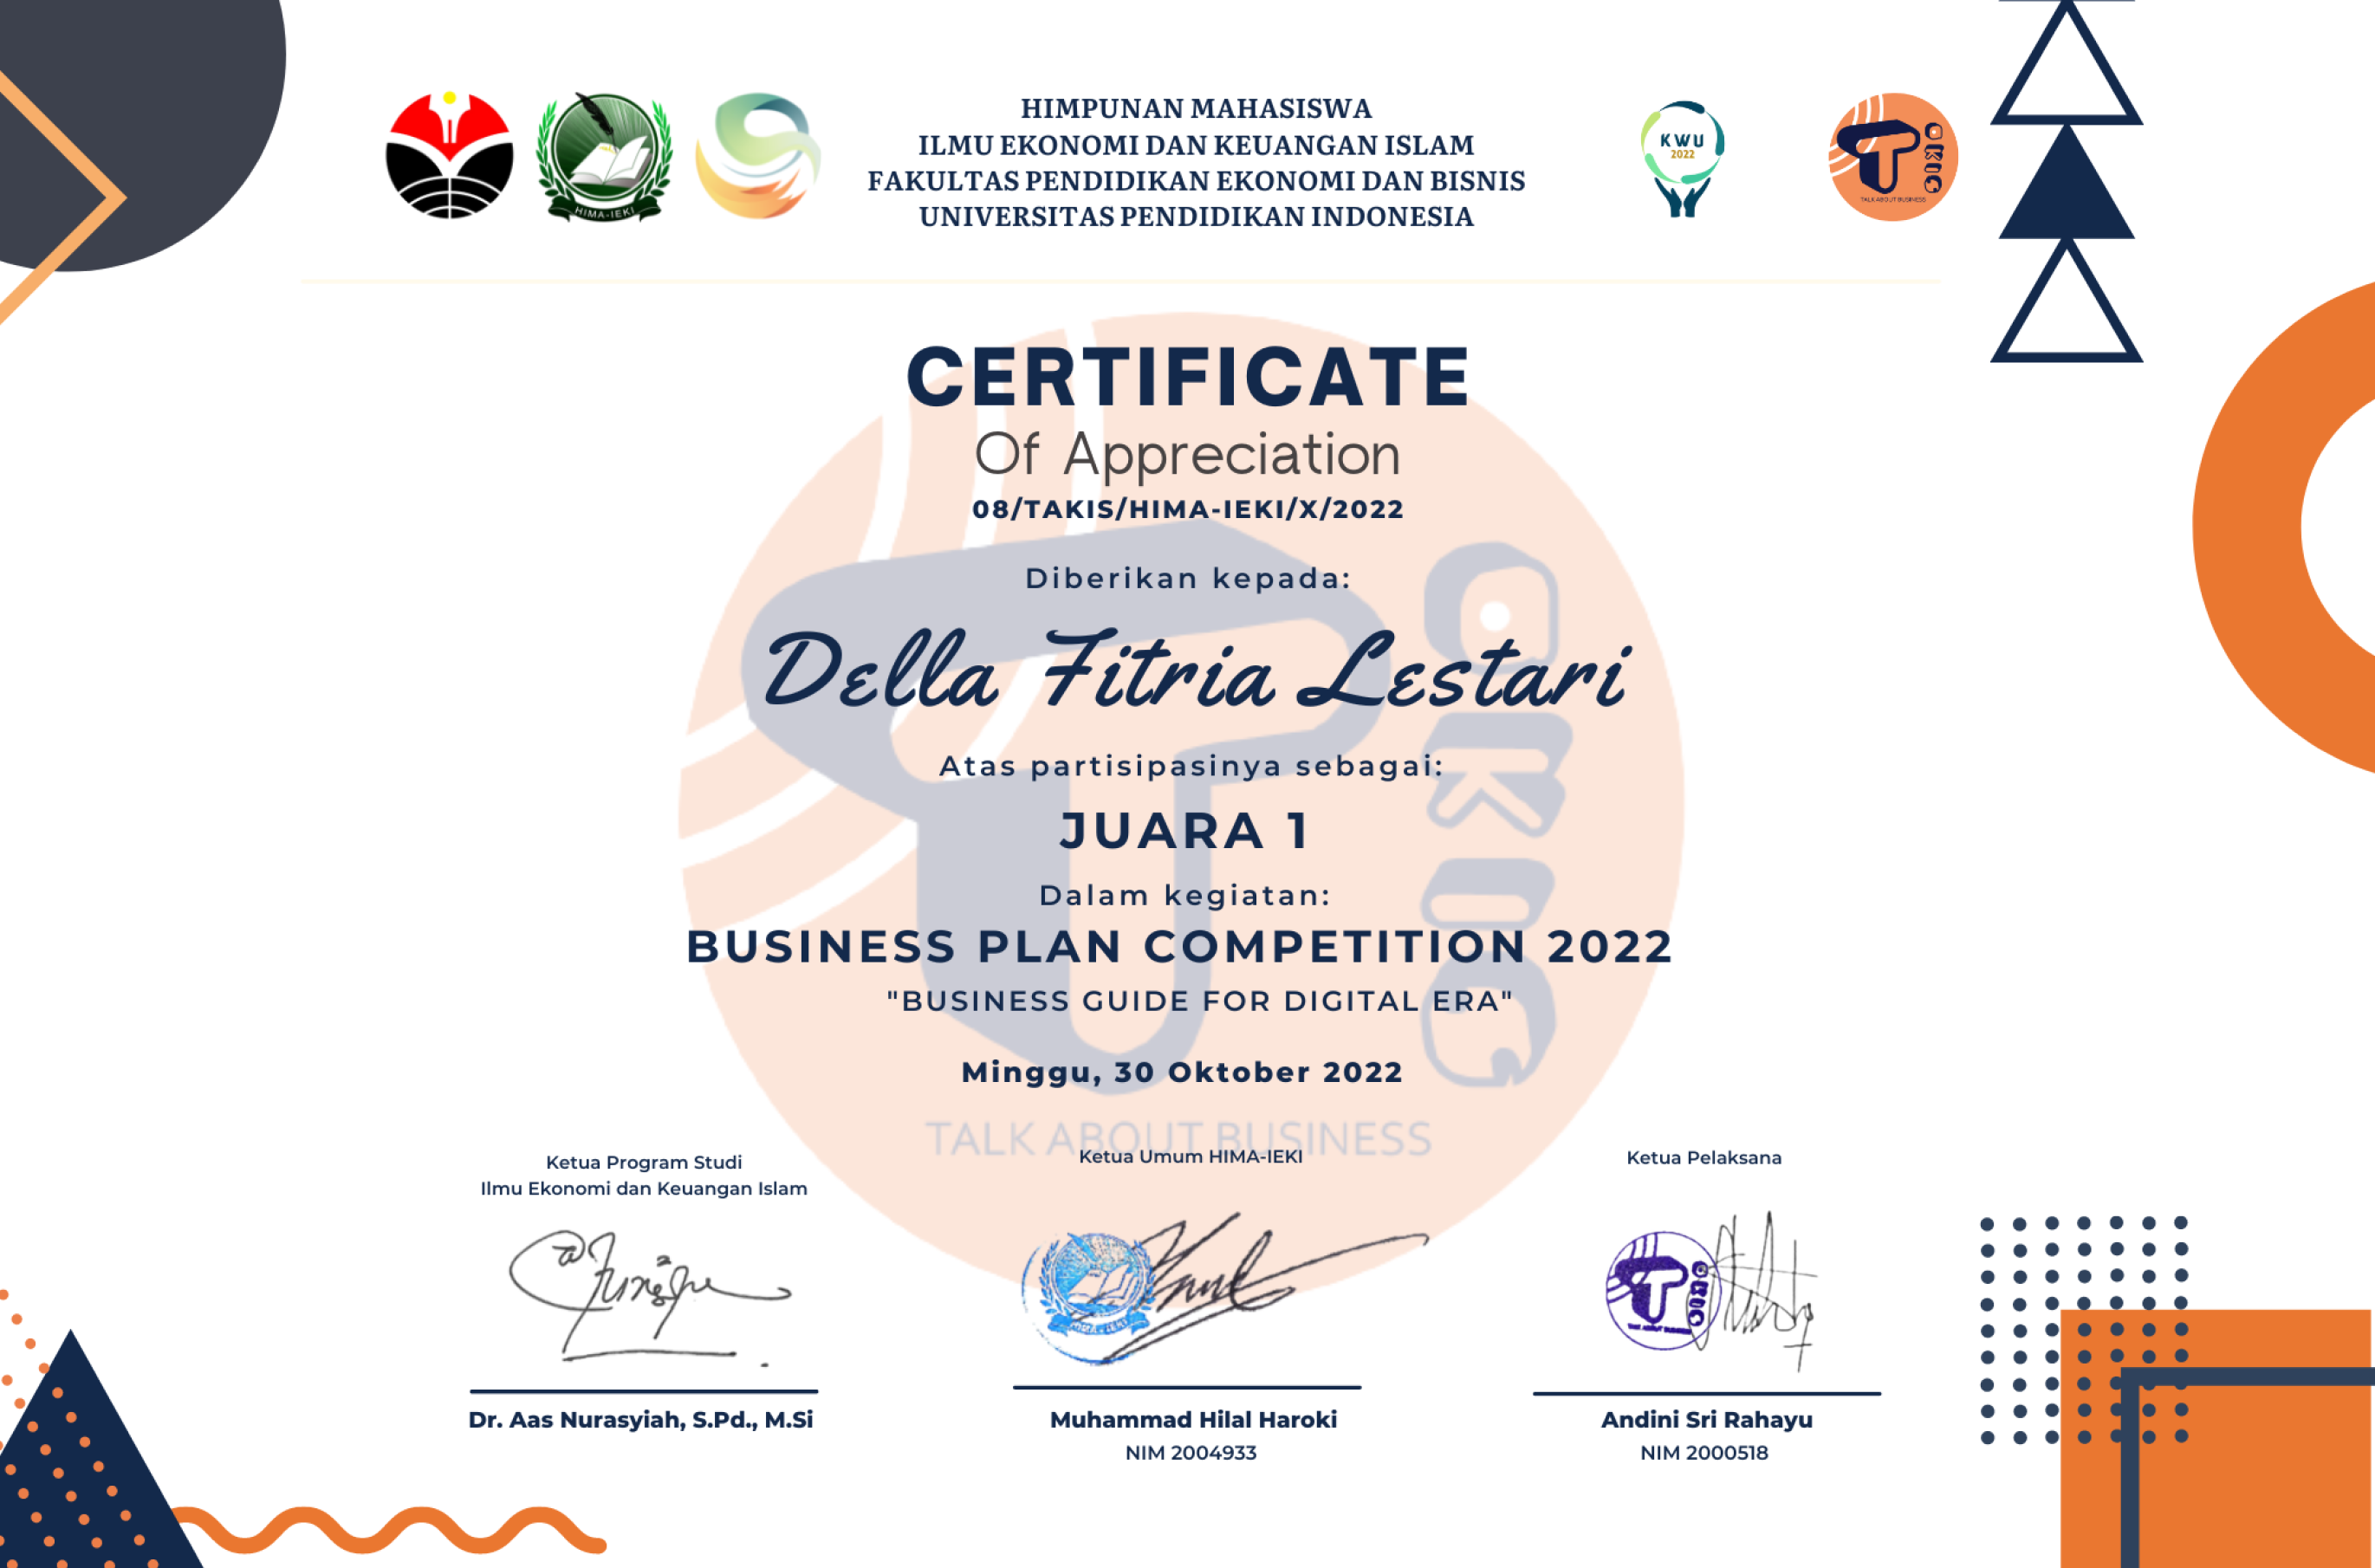 HIMA-IEKI
HIMPUNAN MAHASISWA
ILMU EKONOMI DAN KEUANGAN ISLAM
FAKULTAS PENDIDIKAN EKONOMI DAN BISNIS
UNIVERSITAS PENDIDIKAN INDONESIA
KWU
2022
TALK ABOUT BUSINESS
CERTIFICATE
Of Appreciation
08/TAKIS/HIMA-IEKI/X/2022
Diberikan kepada:
Della Fitria Lestari
Atas partisipasinya sebagai:
JUARA 1
Dalam kegiatan:
BUSINESS PLAN COMPETITION 2022
"BUSINESS GUIDE FOR DIGITAL ERA"
Minggu, 30 Oktober 2022
TALK ABOUT BUSINESS
Ketua Program Studi
Ilmu Ekonomi dan Keuangan Islam
Ketua Umum HIMA-IEKI
Ketua Pelaksana
Dr. Aas Nurasyiah, S.Pd., M.Si
Muhammad Hilal Haroki
NIM 2004933
Andini Sri Rahayu
NIM 2000518